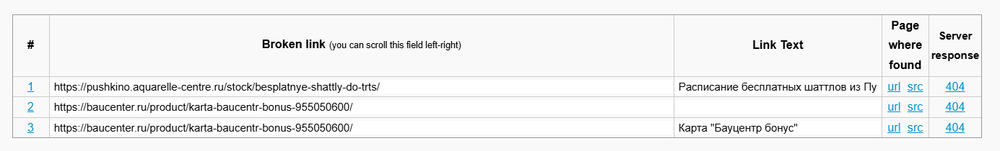 # Broken link (you can scroll this field left-right) Link Text Page where found Server response
1 https://pushkino.aquarelle-centre.ru/stock/besplatnye-shattly-do-trts/ Расписание бесплатных шаттлов из Пу url src 404
2 https://baucenter.ru/product/karta-baucentr-bonus-955050600/ url src 404
3 https://baucenter.ru/product/karta-baucentr-bonus-955050600/ Карта "Бауцентр бонус" url src 404